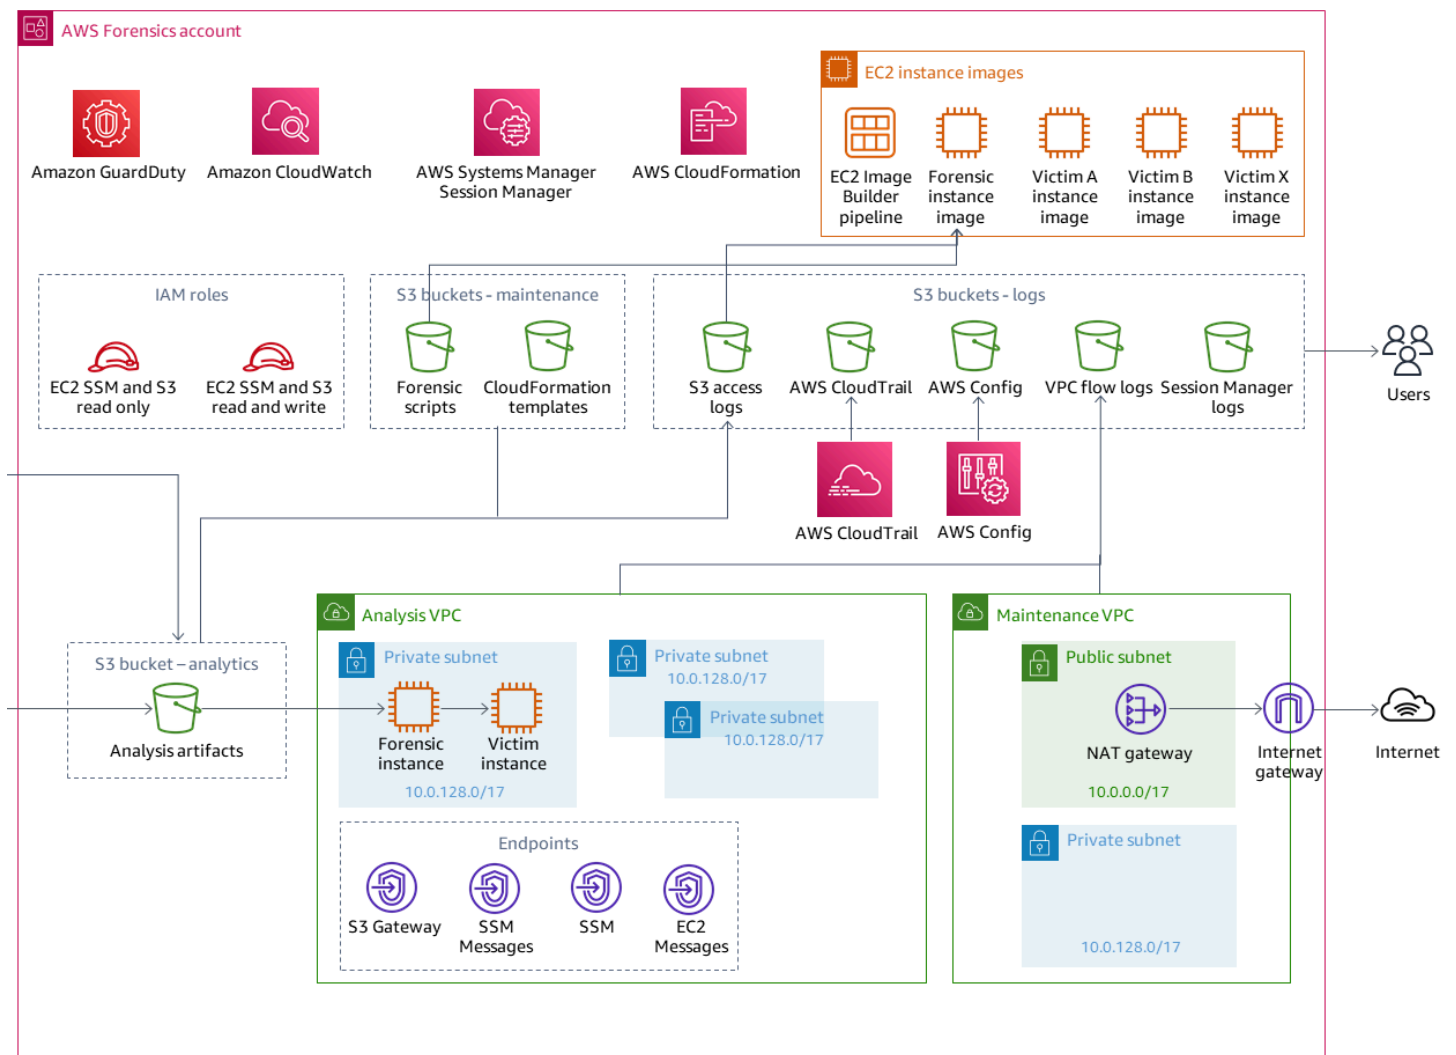 AWS Forensics account
EC2 instance images
Amazon GuardDuty
Amazon CloudWatch
AWS Systems Manager
Session Manager
AWS CloudFormation
EC2 Image
Builder
pipeline
Forensic
instance
image
Victim A
instance
image
Victim B
instance
image
Victim X
instance
image
IAM roles
EC2 SSM and S3
read only
EC2 SSM and S3
read and write
S3 buckets - maintenance
Forensic
scripts
CloudFormation
templates
S3 buckets - logs
S3 access
logs
AWS CloudTrail
AWS Config
VPC flow logs
Session Manager
logs
Users
AWS CloudTrail
AWS Config
S3 bucket – analytics
Analysis artifacts
Analysis VPC
Private subnet
Forensic
instance
Victim
instance
10.0.128.0/17
Private subnet
10.0.128.0/17
Private subnet
10.0.128.0/17
Endpoints
S3 Gateway
SSM
Messages
SSM
EC2
Messages
Maintenance VPC
Public subnet
NAT gateway
10.0.0.0/17
Internet
gateway
Internet
Private subnet
10.0.128.0/17